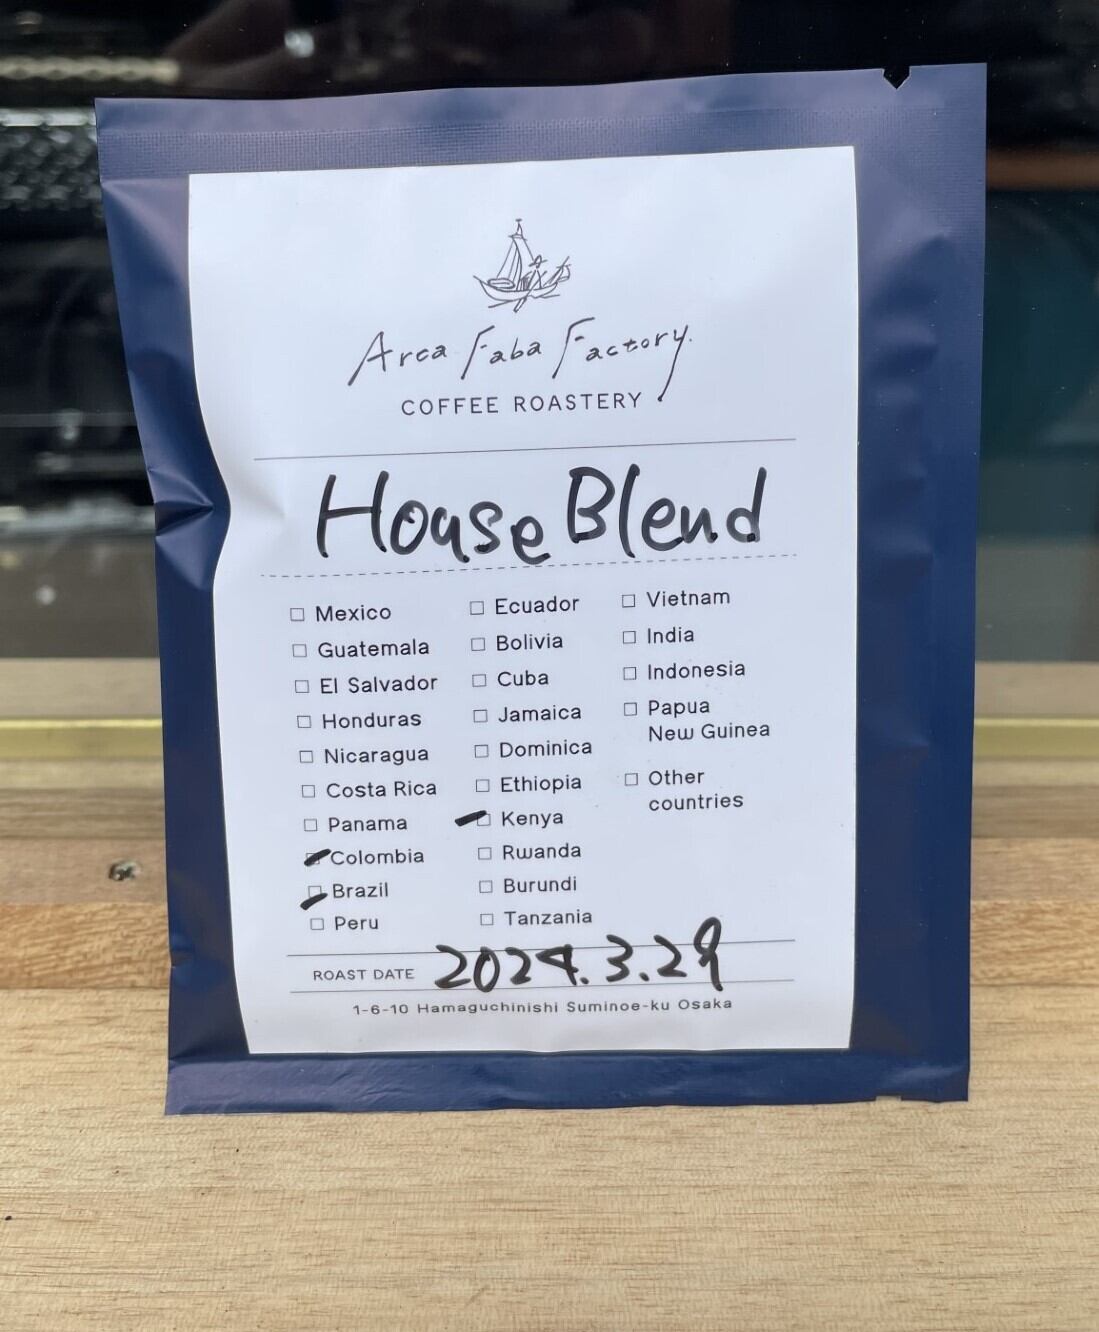 Area Faba Factory.
COFFEE ROASTERY
House Blend
Mexico
Guatemala
El Salvador
Honduras
Nicaragua
Costa Rica
Panama
Colombia
Brazil
Peru
Ecuador
Bolivia
Cuba
Jamaica
Dominica
Ethiopia
Kenya
Rwanda
Burundi
Tanzania
Vietnam
India
Indonesia
Papua
New Guinea
Other
countries
ROAST DATE 2024.3.29
1-6-10 Hamaguchinishi Suminoe-ku Osaka